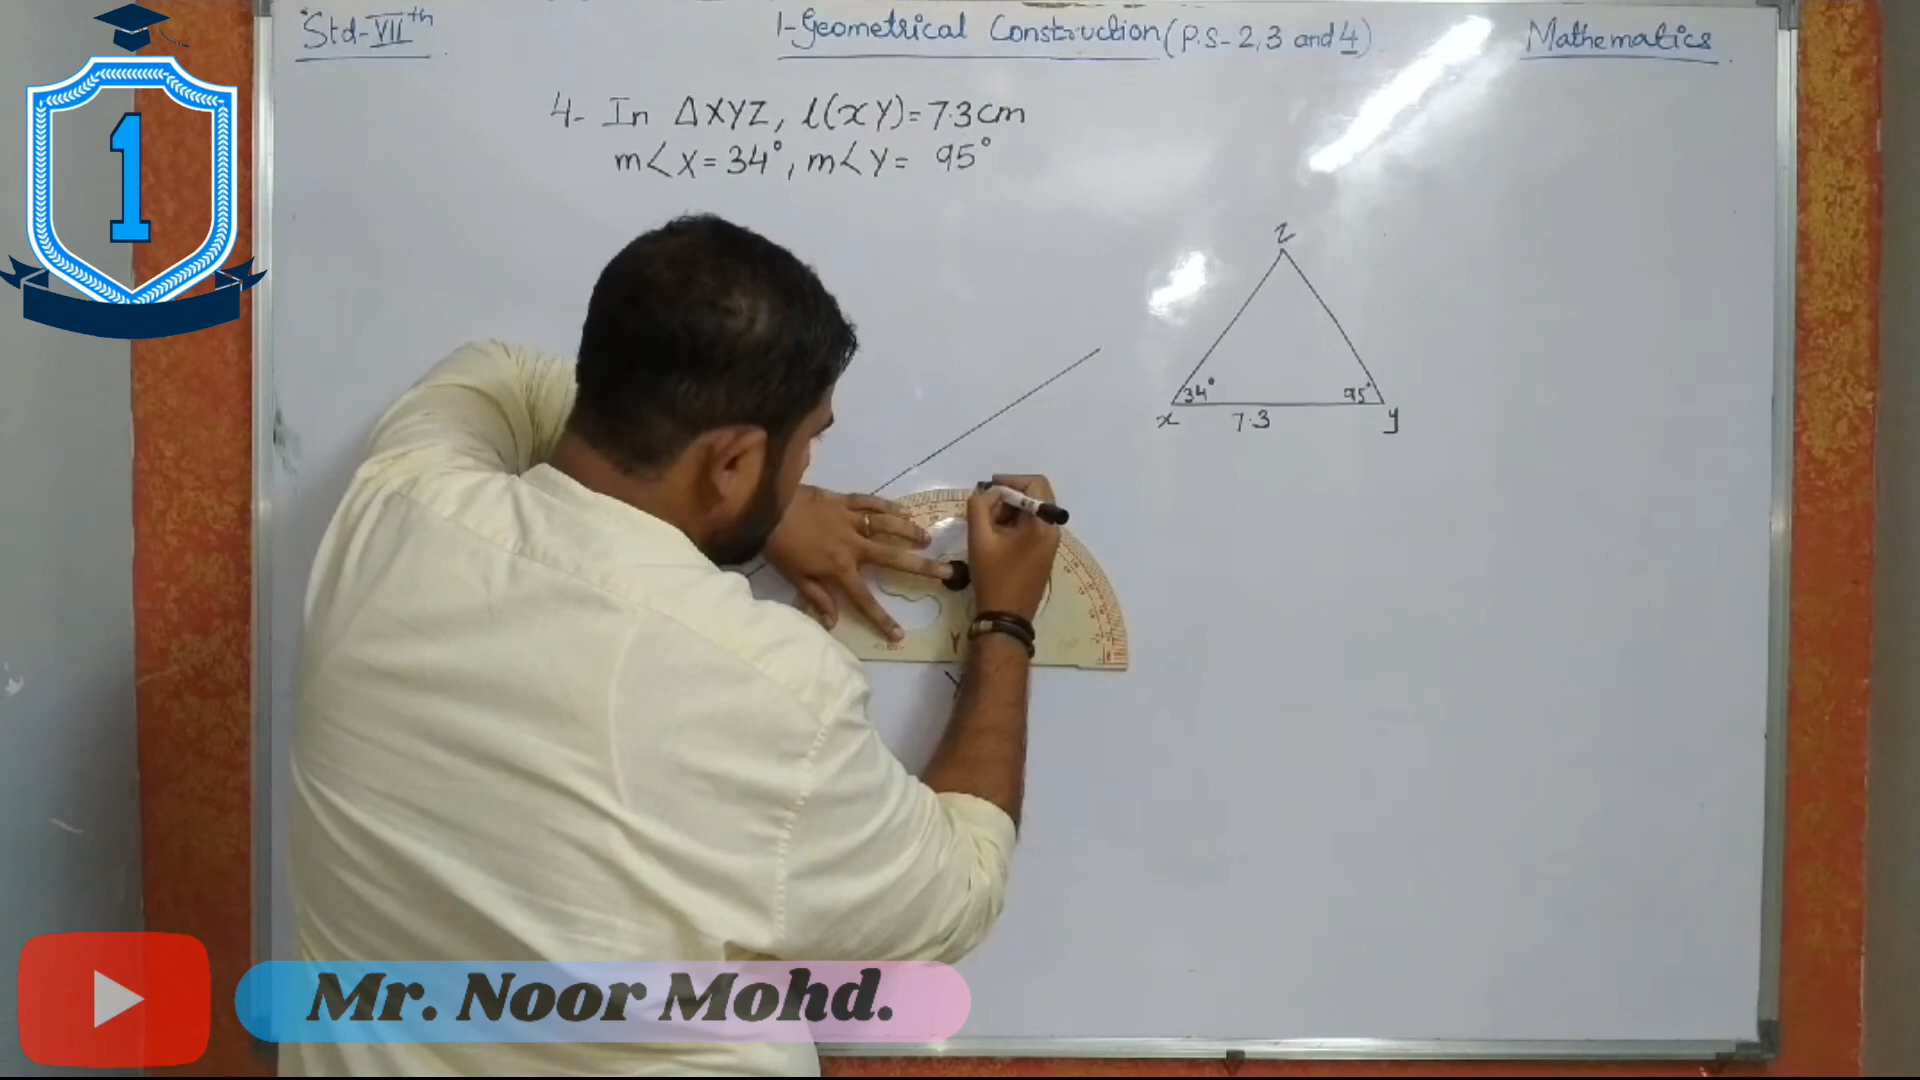 Std-VIIth
1-Geometrical Construction (P.S-2,3 and 4)
Mathematics
1
4- In ΔXYZ, l(XY)=7.3cm
m∠X=34°, m∠Y= 95°
Z
34°
95°
x
7.3
y
Y
Mr. Noor Mohd.